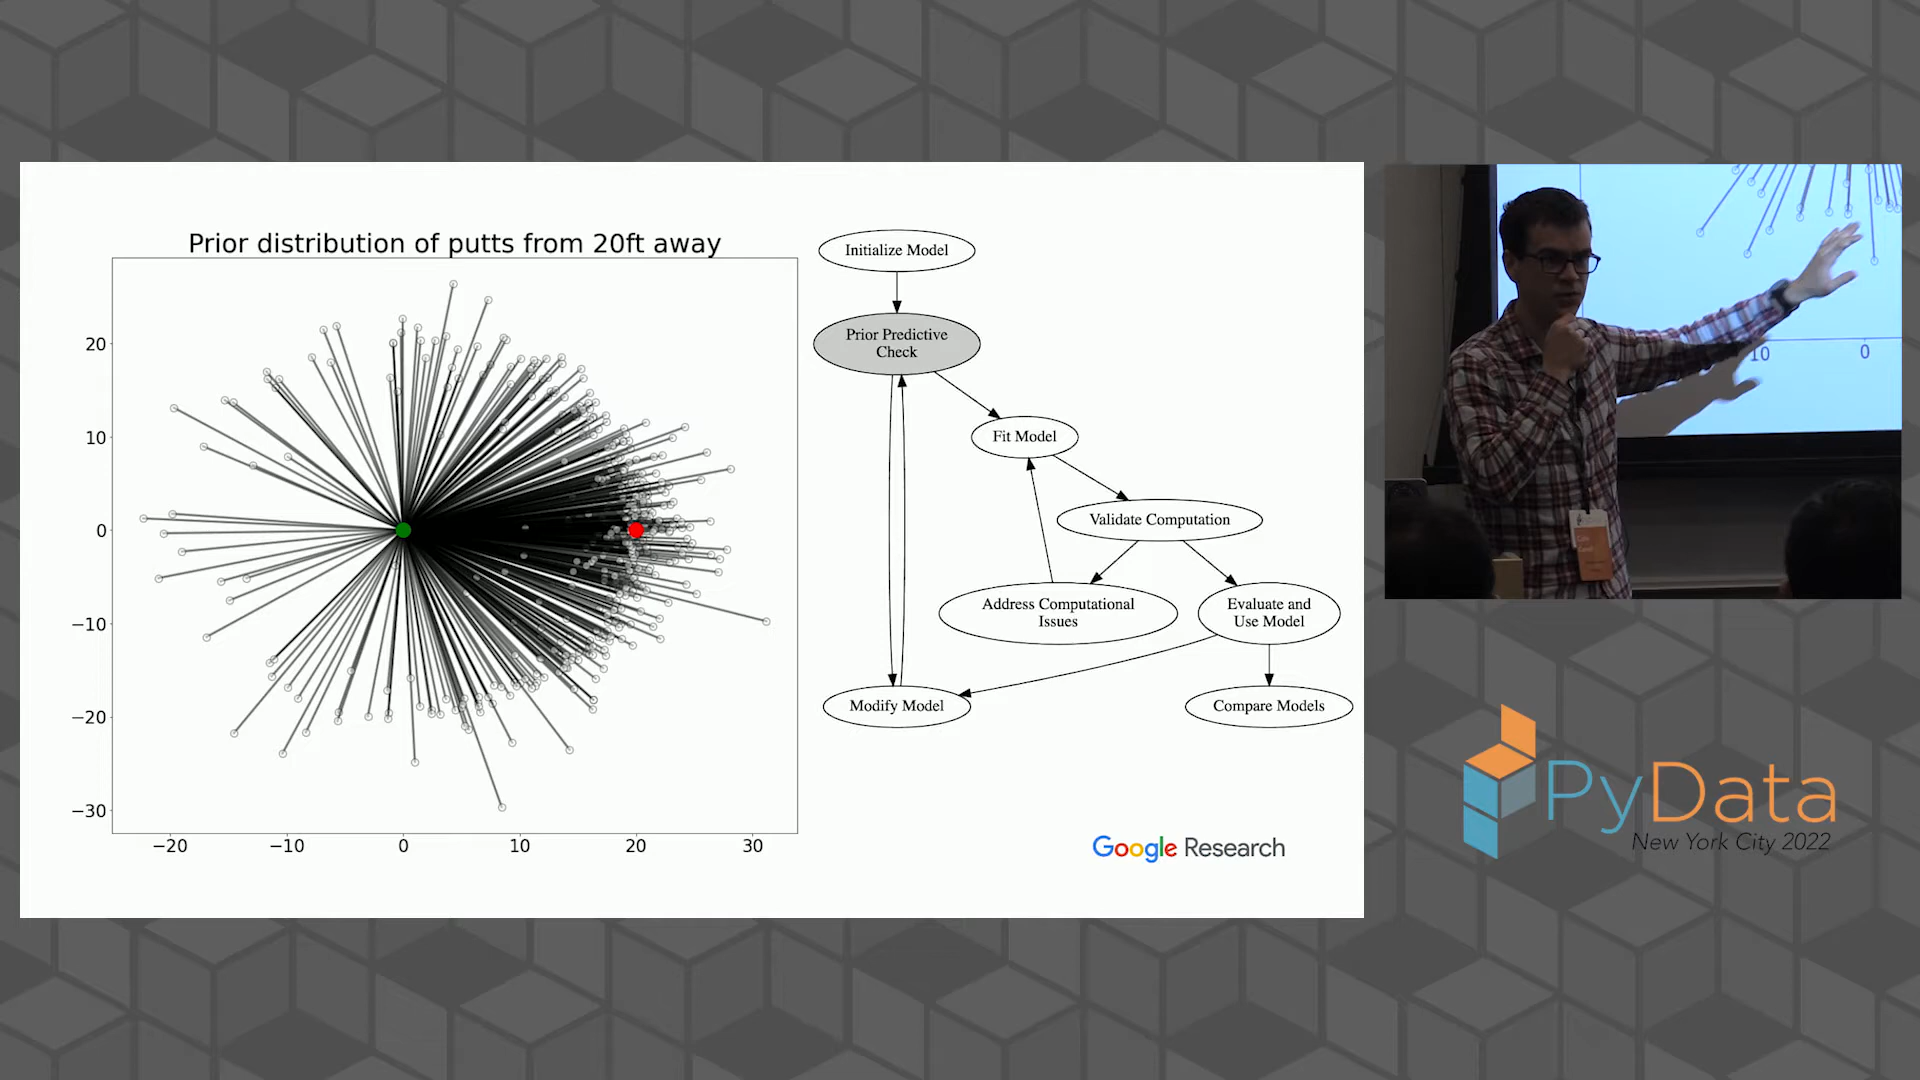 Prior distribution of putts from 20ft away
20
10
0
−10
−20
−30
−20
−10
0
10
20
30
Initialize Model
Prior Predictive
Check
Fit Model
Validate Computation
Address Computational
Issues
Evaluate and
Use Model
Modify Model
Compare Models
Google Research
10
0
PyData
New York City 2022